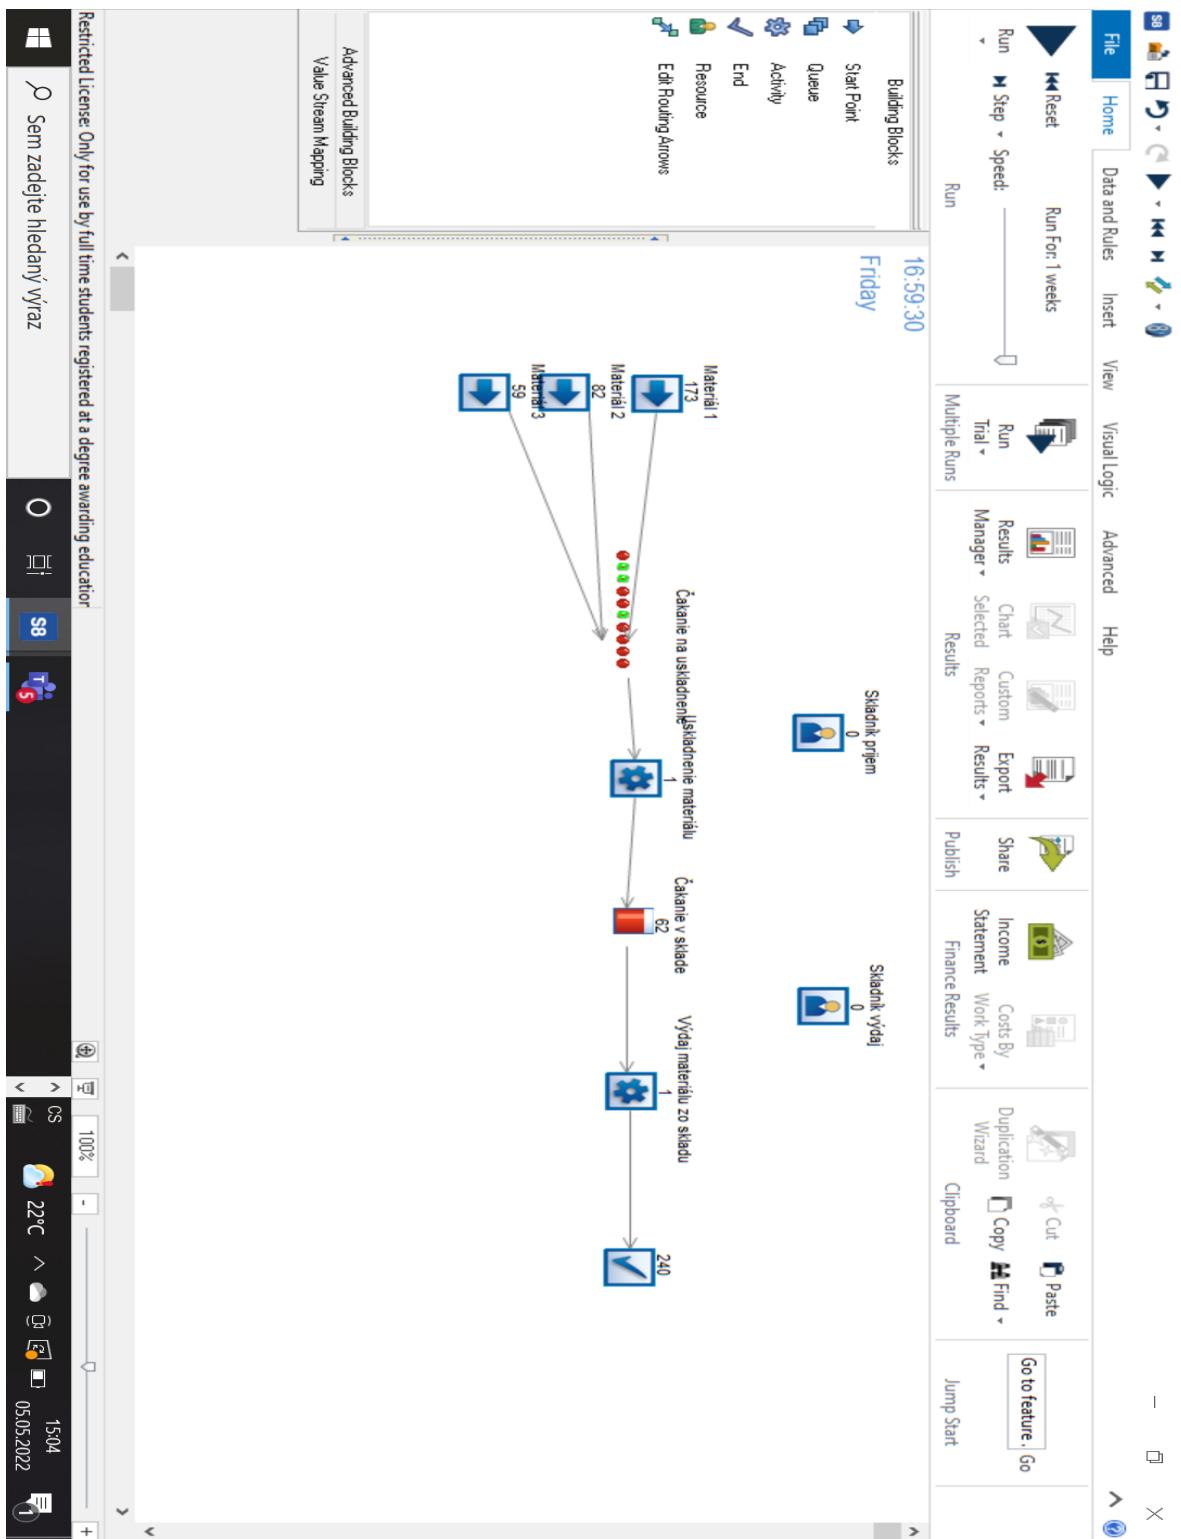 S8
File Home Data and Rules Insert View Visual Logic Advanced Help
Run
Reset
Step
Speed:
Run For: 1 weeks
Run
Run Trial
Multiple Runs
Results Manager
Chart Selected
Custom Reports
Export Results
Results
Share
Publish
Income Statement
Costs By Work Type
Finance Results
Duplication Wizard
Cut
Copy
Paste
Find
Clipboard
Go to feature. Go
Jump Start
Building Blocks
Start Point
Queue
Activity
End
Resource
Edit Routing Arrows
Advanced Building Blocks
Value Stream Mapping
16:59:30
Friday
Skladník príjem
0
Skladník výdaj
0
Materiál 1
173
Materiál 2
82
Materiál 3
59
Čakanie na uskladnenie
Uskladnenie materiálu
1
Čakanie v sklade
62
Výdaj materiálu zo skladu
1
240
Restricted License: Only for use by full time students registered at a degree awarding education
100%
- +
Sem zadejte hledaný výraz
S8
T
5
CS
22°C
15:04
05.05.2022
1